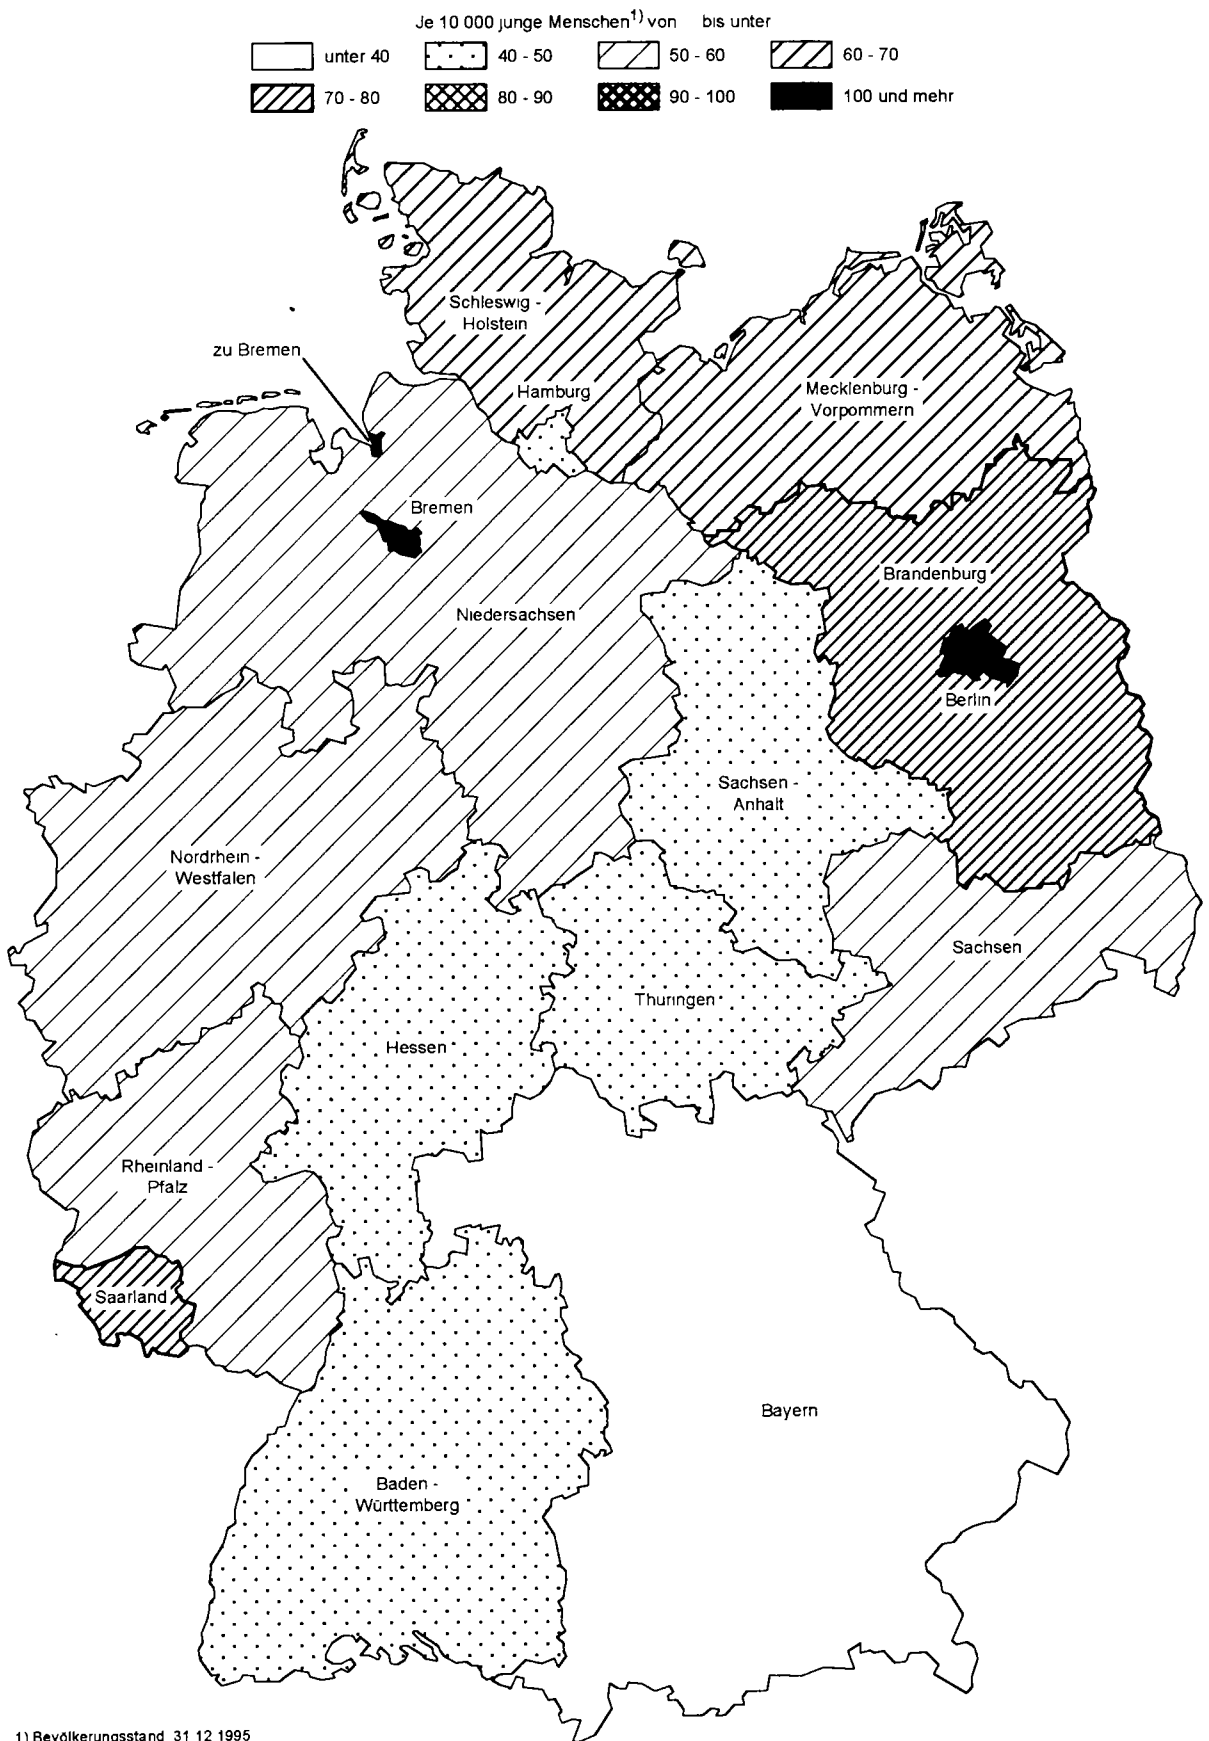 Je 10 000 junge Menschen1) von bis unter
unter 40
40 - 50
50 - 60
60 - 70
70 - 80
80 - 90
90 - 100
100 und mehr
Schleswig -
Holstein
zu Bremen
Hamburg
Mecklenburg -
Vorpommern
Bremen
Brandenburg
Niedersachsen
Berlin
Sachsen -
Anhalt
Nordrhein -
Westfalen
Sachsen
Thuringen
Hessen
Rheinland -
Pfalz
Saarland
Bayern
Baden -
Württemberg
1) Bevölkerungsstand 31 12 1995